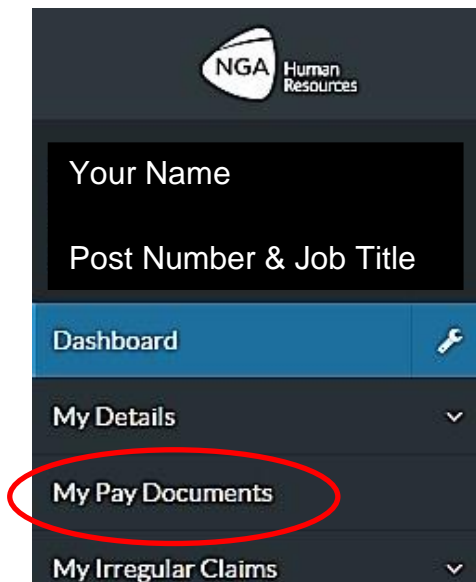 NGA Human
Resources
Your Name
Post Number & Job Title
Dashboard
My Details
My Pay Documents
My Irregular Claims